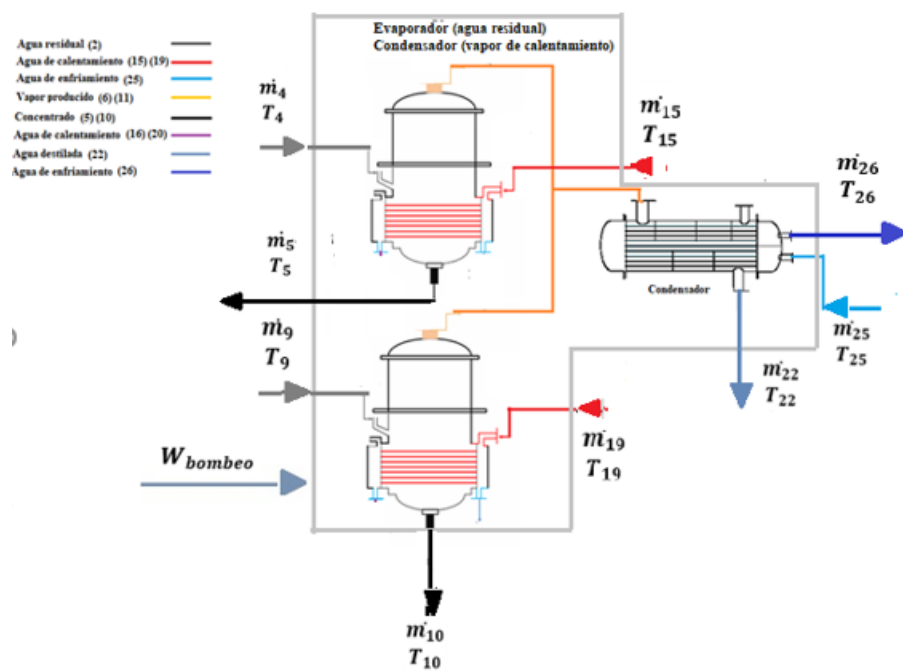 Evaporador (agua residual)
Condensador (vapor de calentamiento)
Agua residual (2)
Agua de calentamiento (15) (19)
Agua de enfriamiento (25)
Vapor producido (6) (11)
Concentrado (5) (10)
Agua de calentamiento (16) (20)
Agua destilada (22)
Agua de enfriamiento (26)
ṁ₄
T₄
ṁ₁₅
T₁₅
ṁ₂₆
T₂₆
ṁ₅
T₅
Condensador
ṁ₉
T₉
ṁ₂₅
T₂₅
ṁ₂₂
T₂₂
ṁ₁₉
T₁₉
W_bombeo
ṁ₁₀
T₁₀